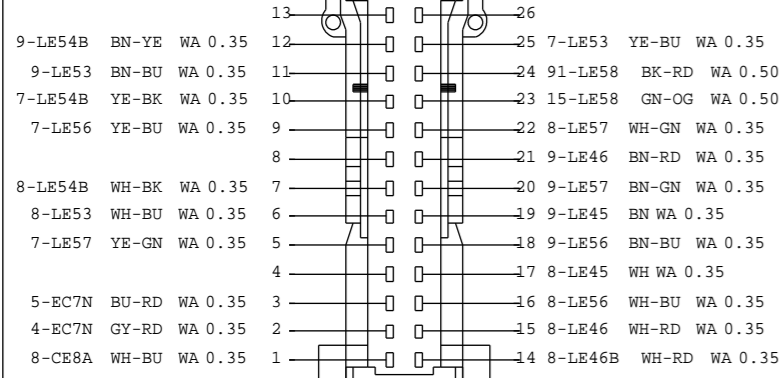 13 26
9-LE54B BN-YE WA 0.35 12 25 7-LE53 YE-BU WA 0.35
9-LE53 BN-BU WA 0.35 11 24 91-LE58 BK-RD WA 0.50
7-LE54B YE-BK WA 0.35 10 23 15-LE58 GN-OG WA 0.50
7-LE56 YE-BU WA 0.35 9 22 8-LE57 WH-GN WA 0.35
8 21 9-LE46 BN-RD WA 0.35
8-LE54B WH-BK WA 0.35 7 20 9-LE57 BN-GN WA 0.35
8-LE53 WH-BU WA 0.35 6 19 9-LE45 BN WA 0.35
7-LE57 YE-GN WA 0.35 5 18 9-LE56 BN-BU WA 0.35
4 17 8-LE45 WH WA 0.35
5-EC7N BU-RD WA 0.35 3 16 8-LE56 WH-BU WA 0.35
4-EC7N GY-RD WA 0.35 2 15 8-LE46 WH-RD WA 0.35
8-CE8A WH-BU WA 0.35 1 14 8-LE46B WH-RD WA 0.35